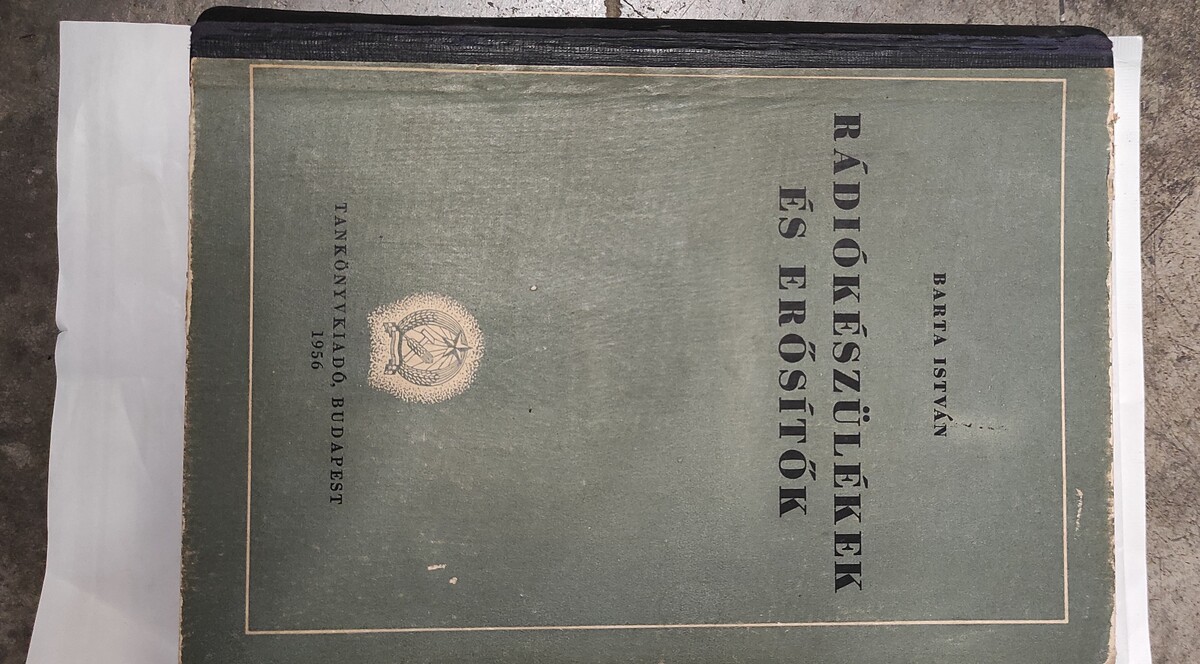 BARTA ISTVÁN
RÁDIÓKÉSZÜLÉKEK
ÉS ERŐSÍTŐK
TANKÖNYVKIADÓ, BUDAPEST
1956